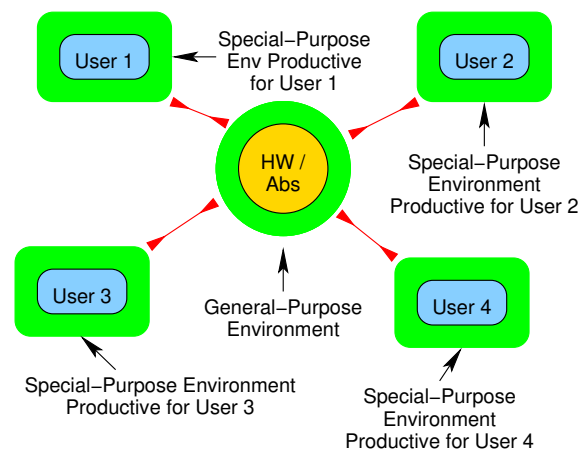 User 1
Special−Purpose
Env Productive
for User 1
User 2
HW /
Abs
Special−Purpose
Environment
Productive for User 2
User 3
General−Purpose
Environment
User 4
Special−Purpose Environment
Productive for User 3
Special−Purpose
Environment
Productive for User 4